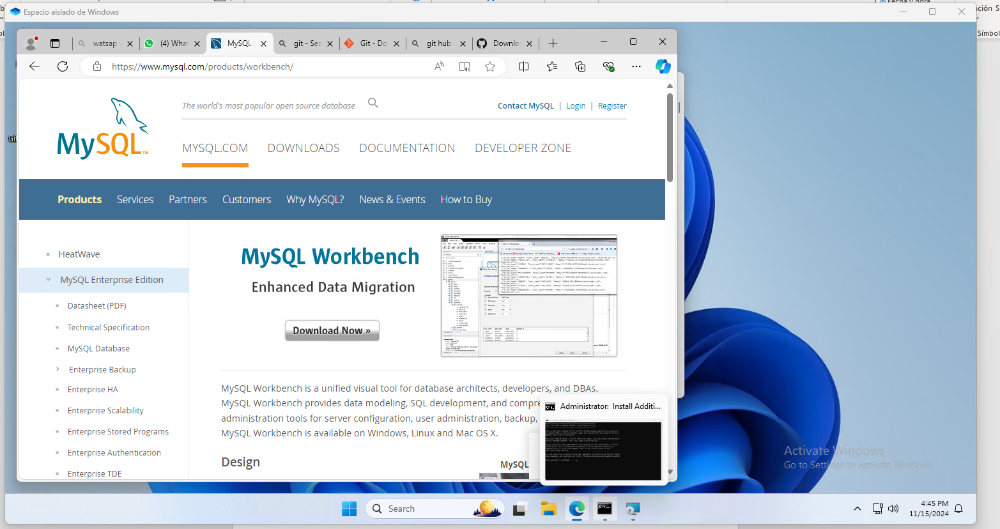 Fecha y hora
ación S
Símbol
Espacio aislado de Windows
watsap
(4) What
MySQL
git - Sea
Git - Do
git hub
Downlo
https://www.mysql.com/products/workbench/
The world's most popular open source database
Contact MySQL | Login | Register
MySQL
TM
MYSQL.COM
DOWNLOADS
DOCUMENTATION
DEVELOPER ZONE
Products
Services
Partners
Customers
Why MySQL?
News & Events
How to Buy
HeatWave
MySQL Enterprise Edition
Datasheet (PDF)
Technical Specification
MySQL Database
Enterprise Backup
Enterprise HA
Enterprise Scalability
Enterprise Stored Programs
Enterprise Authentication
Enterprise TDE
MySQL Workbench
Enhanced Data Migration
Download Now »
MySQL Workbench is a unified visual tool for database architects, developers, and DBAs.
MySQL Workbench provides data modeling, SQL development, and compre
administration tools for server configuration, user administration, backup,
MySQL Workbench is available on Windows, Linux and Mac OS X.
Design
MySQL
Administrator: Install Additi...
Activate Windows
Go to Settings to activate Windows.
Git
Search
4:45 PM
11/15/2024